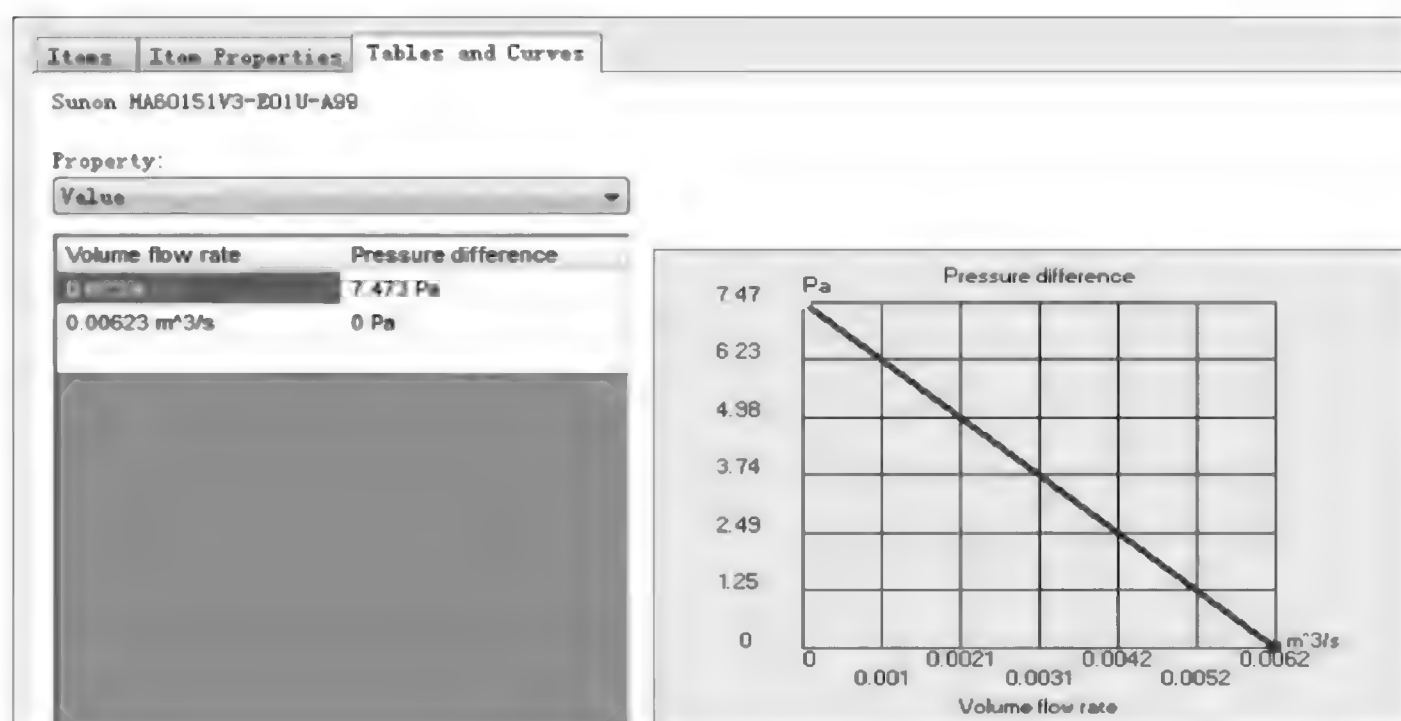 Items Item Properties Tables and Curves
Sunon MA60151V3-E01U-A99
Property:
Value
Volume flow rate Pressure difference
0 m^3/s 7.473 Pa
0.00623 m^3/s 0 Pa
Pressure difference
Pa
7.47
6.23
4.98
3.74
2.49
1.25
0
m^3/s
0 0.001 0.0021 0.0031 0.0042 0.0052 0.0062
Volume flow rate